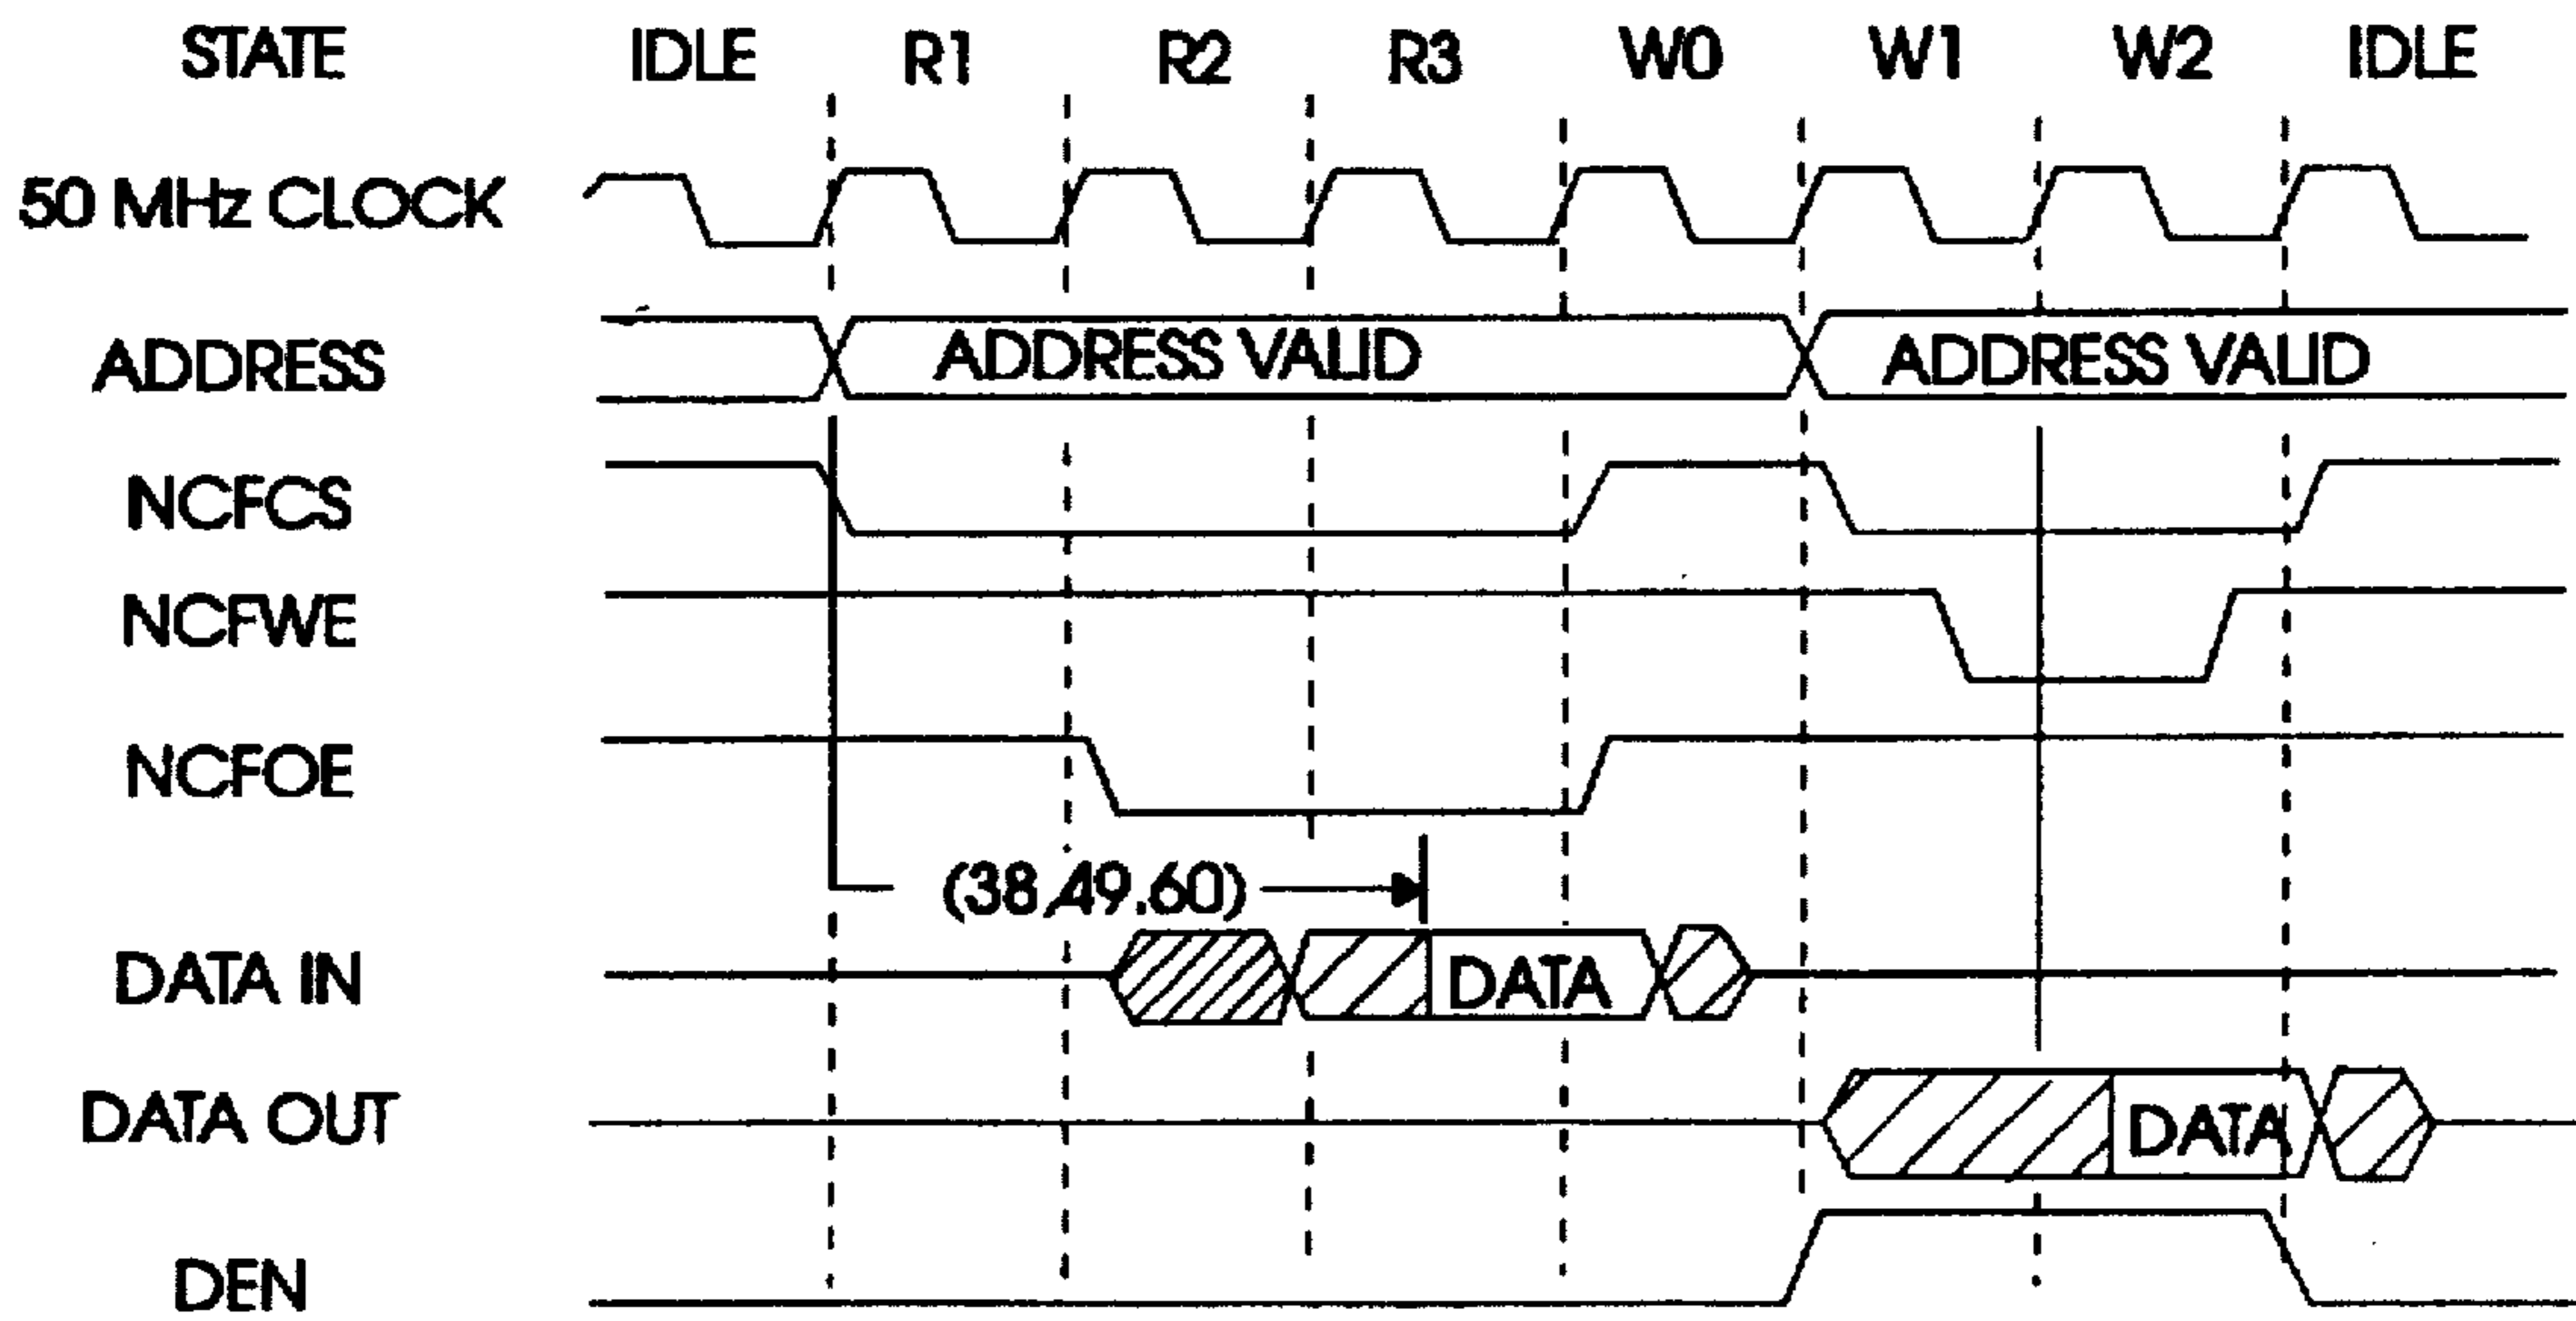 STATE IDLE R1 R2 R3 W0 W1 W2 IDLE
50 MHz CLOCK
ADDRESS ADDRESS VALID ADDRESS VALID
NCFCS
NCFWE
NCFOE
(38,49.60)
DATA IN DATA
DATA OUT DATA
DEN